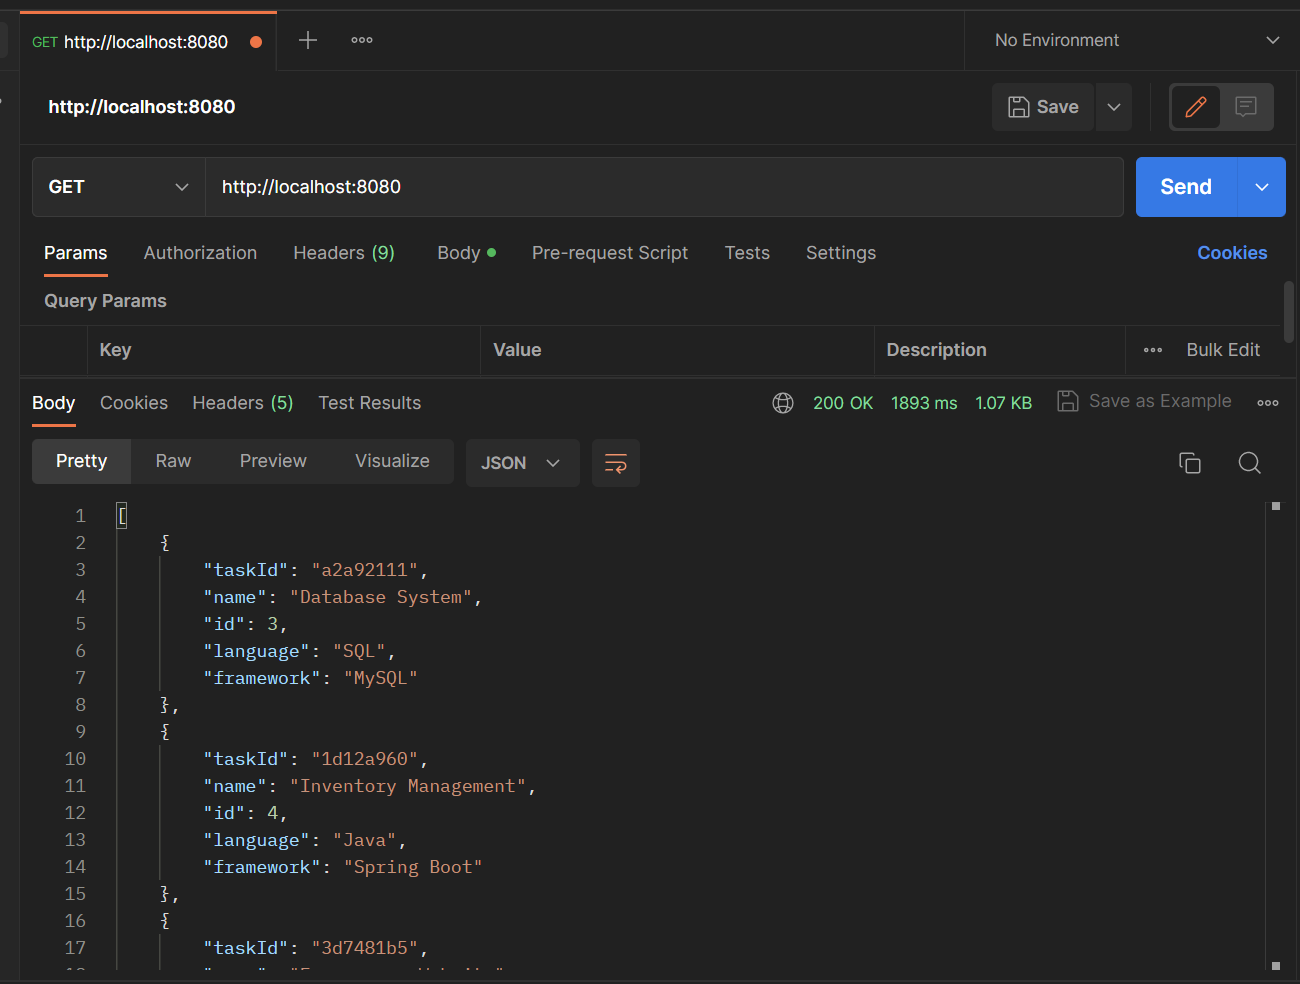 GET http://localhost:8080
No Environment
http://localhost:8080
Save
GET http://localhost:8080 Send
Params Authorization Headers (9) Body Pre-request Script Tests Settings Cookies
Query Params
Key Value Description Bulk Edit
Body Cookies Headers (5) Test Results 200 OK 1893 ms 1.07 KB Save as Example
Pretty Raw Preview Visualize JSON
1 [
2 {
3 "taskId": "a2a92111",
4 "name": "Database System",
5 "id": 3,
6 "language": "SQL",
7 "framework": "MySQL"
8 },
9 {
10 "taskId": "1d12a960",
11 "name": "Inventory Management",
12 "id": 4,
13 "language": "Java",
14 "framework": "Spring Boot"
15 },
16 {
17 "taskId": "3d7481b5",